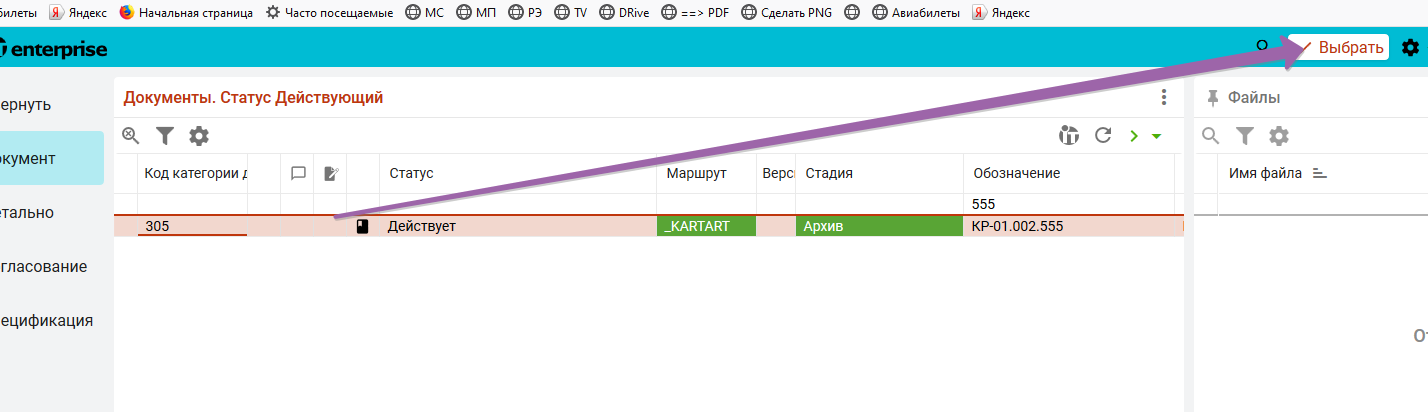 билеты Яндекс Начальная страница Часто посещаемые МС МП РЭ TV DRive ==> PDF Сделать PNG Авиабилеты Яндекс
enterprise Выбрать
ернуть
Документы. Статус Действующий
Файлы
окумент
Код категории д Статус Маршрут Верс Стадия Обозначение
Имя файла
етально
555
305 Действует _KARTART Архив КР-01.002.555
гласование
ецификация
От